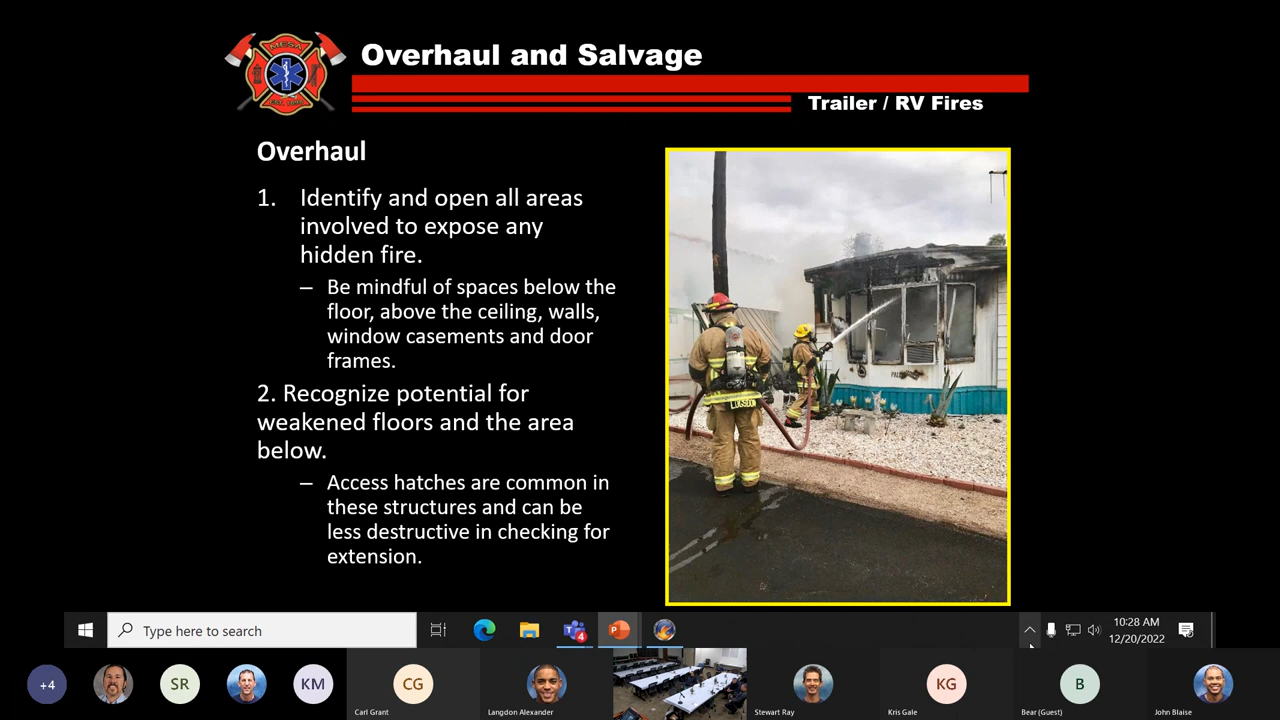 MESA
EST. 1898
Overhaul and Salvage
Trailer / RV Fires
Overhaul
1. Identify and open all areas
involved to expose any
hidden fire.
– Be mindful of spaces below the
floor, above the ceiling, walls,
window casements and door
frames.
2. Recognize potential for
weakened floors and the area
below.
– Access hatches are common in
these structures and can be
less destructive in checking for
extension.
Type here to search
4
10:28 AM
12/20/2022
+4
SR
KM
CG
Carl Grant
Langdon Alexander
Stewart Ray
KG
Kris Gale
B
Bear (Guest)
John Blaise